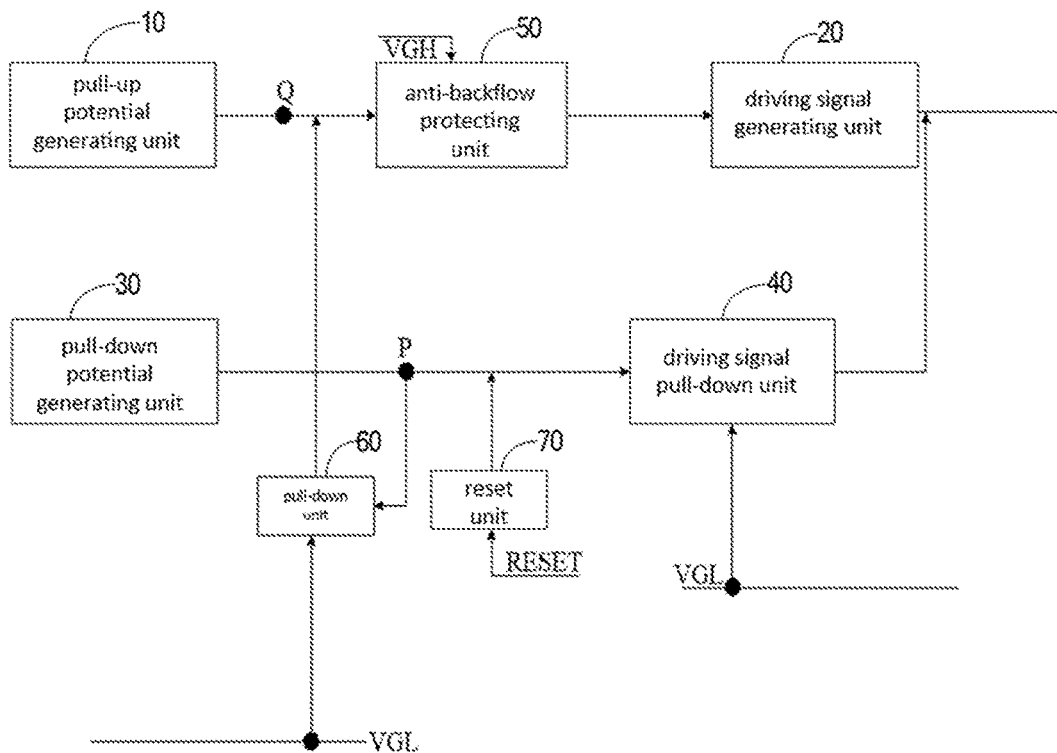 10
pull-up
potential
generating unit
Q
VGH
50
anti-backflow
protecting
unit
20
driving signal
generating unit
30
pull-down
potential
generating unit
P
40
driving signal
pull-down unit
60
pull-down
unit
70
reset
unit
RESET
VGL
VGL